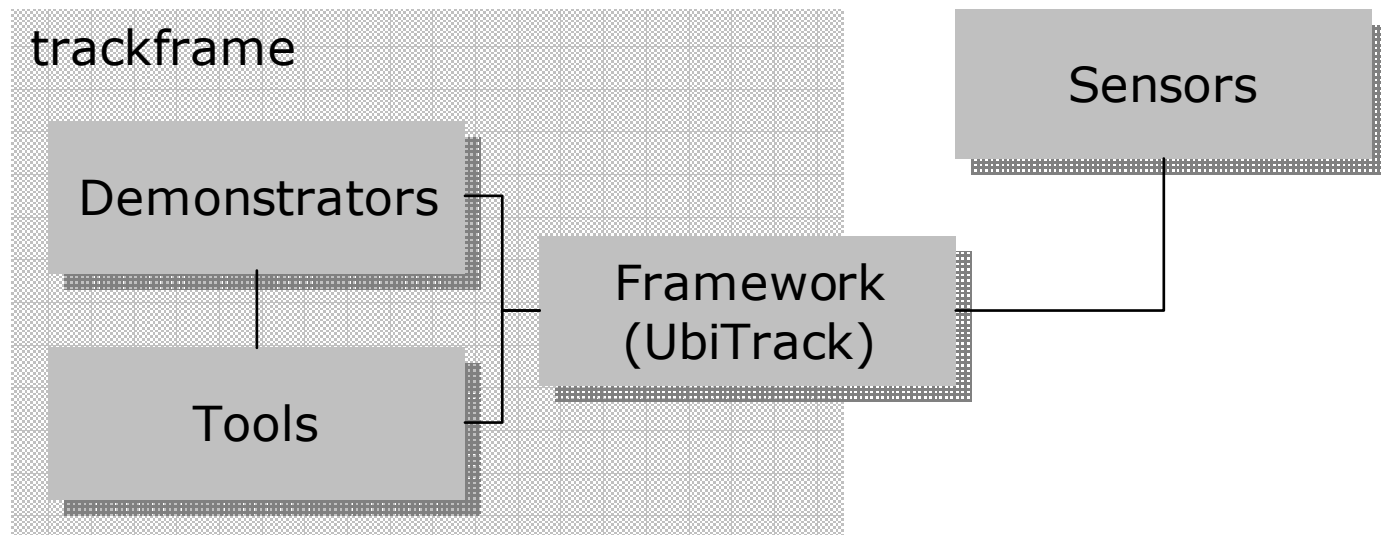 trackframe
Sensors
Demonstrators
Framework
(UbiTrack)
Tools